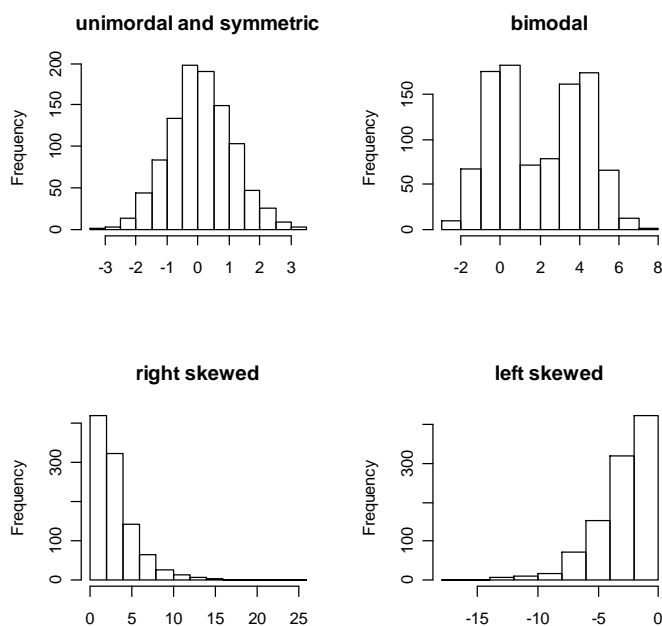 unimordal and symmetric
Frequency
0 50 100 150 200
-3 -2 -1 0 1 2 3
bimodal
Frequency
0 50 100 150
-2 0 2 4 6 8
right skewed
Frequency
0 100 300
0 5 10 15 20 25
left skewed
Frequency
0 100 300
-15 -10 -5 0